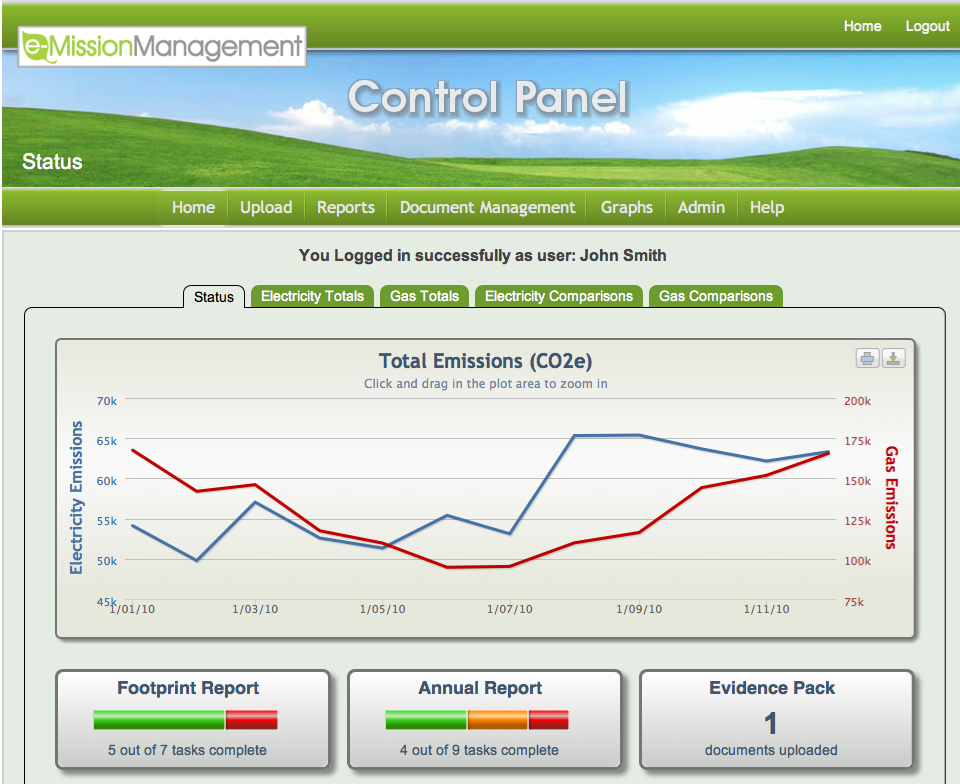 Home Logout
e-MissionManagement
Control Panel
Status
Home Upload Reports Document Management Graphs Admin Help
You Logged in successfully as user: John Smith
Status Electricity Totals Gas Totals Electricity Comparisons Gas Comparisons
Total Emissions (CO2e)
Click and drag in the plot area to zoom in
70k 200k
65k 175k
60k 150k
55k 125k
50k 100k
45k 75k
Electricity Emissions
Gas Emissions
1/01/10 1/03/10 1/05/10 1/07/10 1/09/10 1/11/10
Footprint Report
5 out of 7 tasks complete
Annual Report
4 out of 9 tasks complete
Evidence Pack
1
documents uploaded